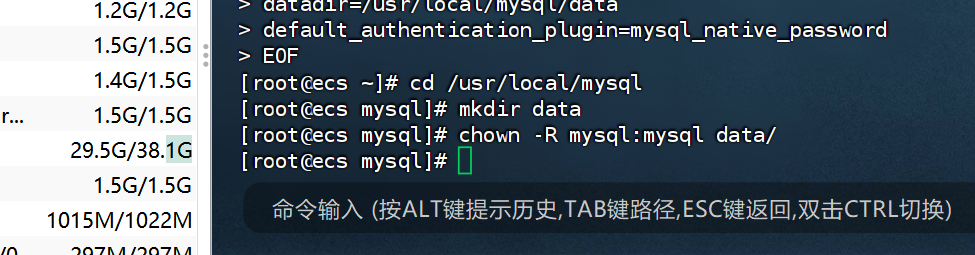 1.2G/1.2G
1.5G/1.5G
1.4G/1.5G
r... 1.5G/1.5G
29.5G/38.1G
1.5G/1.5G
1015M/1022M
/0 297M/297M
> datadir=/usr/local/mysql/data
> default_authentication_plugin=mysql_native_password
> EOF
[root@ecs ~]# cd /usr/local/mysql
[root@ecs mysql]# mkdir data
[root@ecs mysql]# chown -R mysql:mysql data/
[root@ecs mysql]#
命令输入 (按ALT键提示历史,TAB键路径,ESC键返回,双击CTRL切换)